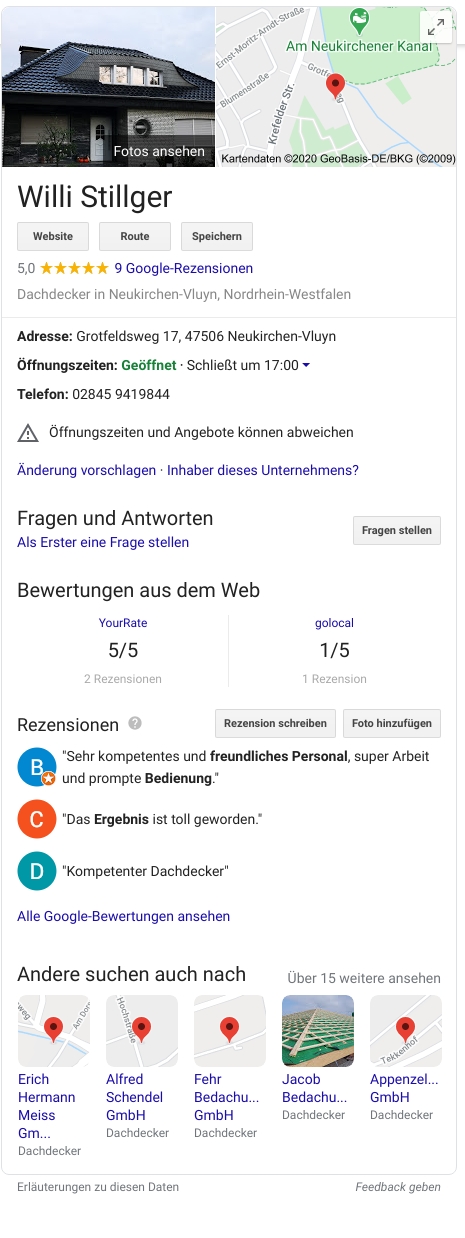 Ernst-Moritz-Arndt-Straße
Am Neukirchener Kanal
Blumenstraße
Krefelder Str.
Fotos ansehen
Kartendaten ©2020 GeoBasis-DE/BKG (©2009)
Willi Stillger
Website
Route
Speichern
5,0 ★★★★★ 9 Google-Rezensionen
Dachdecker in Neukirchen-Vluyn, Nordrhein-Westfalen
Adresse: Grotfeldsweg 17, 47506 Neukirchen-Vluyn
Öffnungszeiten: Geöffnet · Schließt um 17:00
Telefon: 02845 9419844
Öffnungszeiten und Angebote können abweichen
Änderung vorschlagen · Inhaber dieses Unternehmens?
Fragen und Antworten
Fragen stellen
Als Erster eine Frage stellen
Bewertungen aus dem Web
YourRate
golocal
5/5
1/5
2 Rezensionen
1 Rezension
Rezensionen ?
Rezension schreiben
Foto hinzufügen
B
"Sehr kompetentes und freundliches Personal, super Arbeit
und prompte Bedienung."
C
"Das Ergebnis ist toll geworden."
D
"Kompetenter Dachdecker"
Alle Google-Bewertungen ansehen
Andere suchen auch nach
Über 15 weitere ansehen
Hochstraße
Tekkenhof
Erich
Hermann
Meiss
Gm...
Dachdecker
Alfred
Schendel
GmbH
Dachdecker
Fehr
Bedachu...
GmbH
Dachdecker
Jacob
Bedachu...
Dachdecker
Appenzel...
GmbH
Dachdecker
Erläuterungen zu diesen Daten
Feedback geben